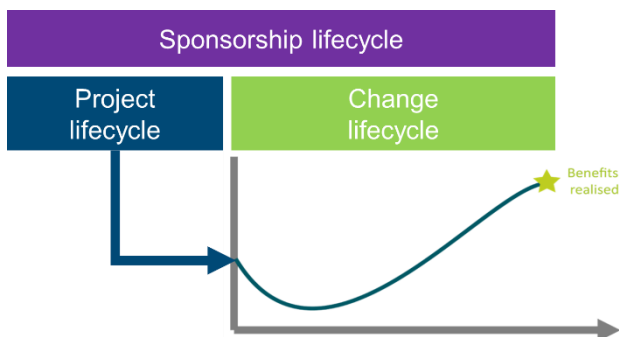 Sponsorship lifecycle
Project
lifecycle
Change
lifecycle
Benefits
realised